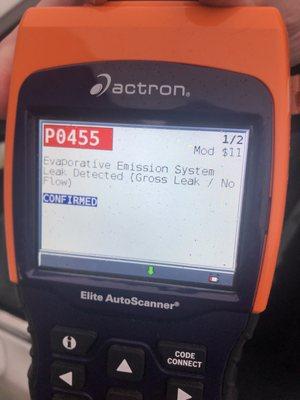 actron®
P0455
1/2
Mod $11
Evaporative Emission System
Leak Detected (Gross Leak / No
Flow)
CONFIRMED
Elite AutoScanner®
i
CODE
CONNECT